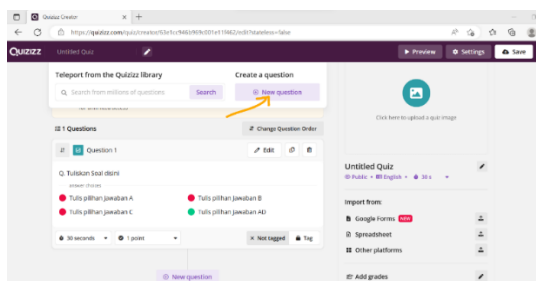 Quizizz Creator
https://quizizz.com/quiz/creator/
edit?stateless=false
QUIZIZZ
Untitled Quiz
Preview
Settings
Save
Teleport from the Quizizz library
Create a question
Search from millions of questions
Search
New question
Click here to upload a quiz image
1 Questions
Change Question Order
Question 1
Edit
Q. Tuliskan Soal disini
answer choices
Tulis pilihan Jawaban A
Tulis pilihan Jawaban B
Tulis pilihan Jawaban C
Tulis pilihan Jawaban AD
30 seconds
1 point
Not tagged
Tag
New question
Untitled Quiz
Public • English • 30 s
Import from:
Google Forms NEW
Spreadsheet
Other platforms
Add grades